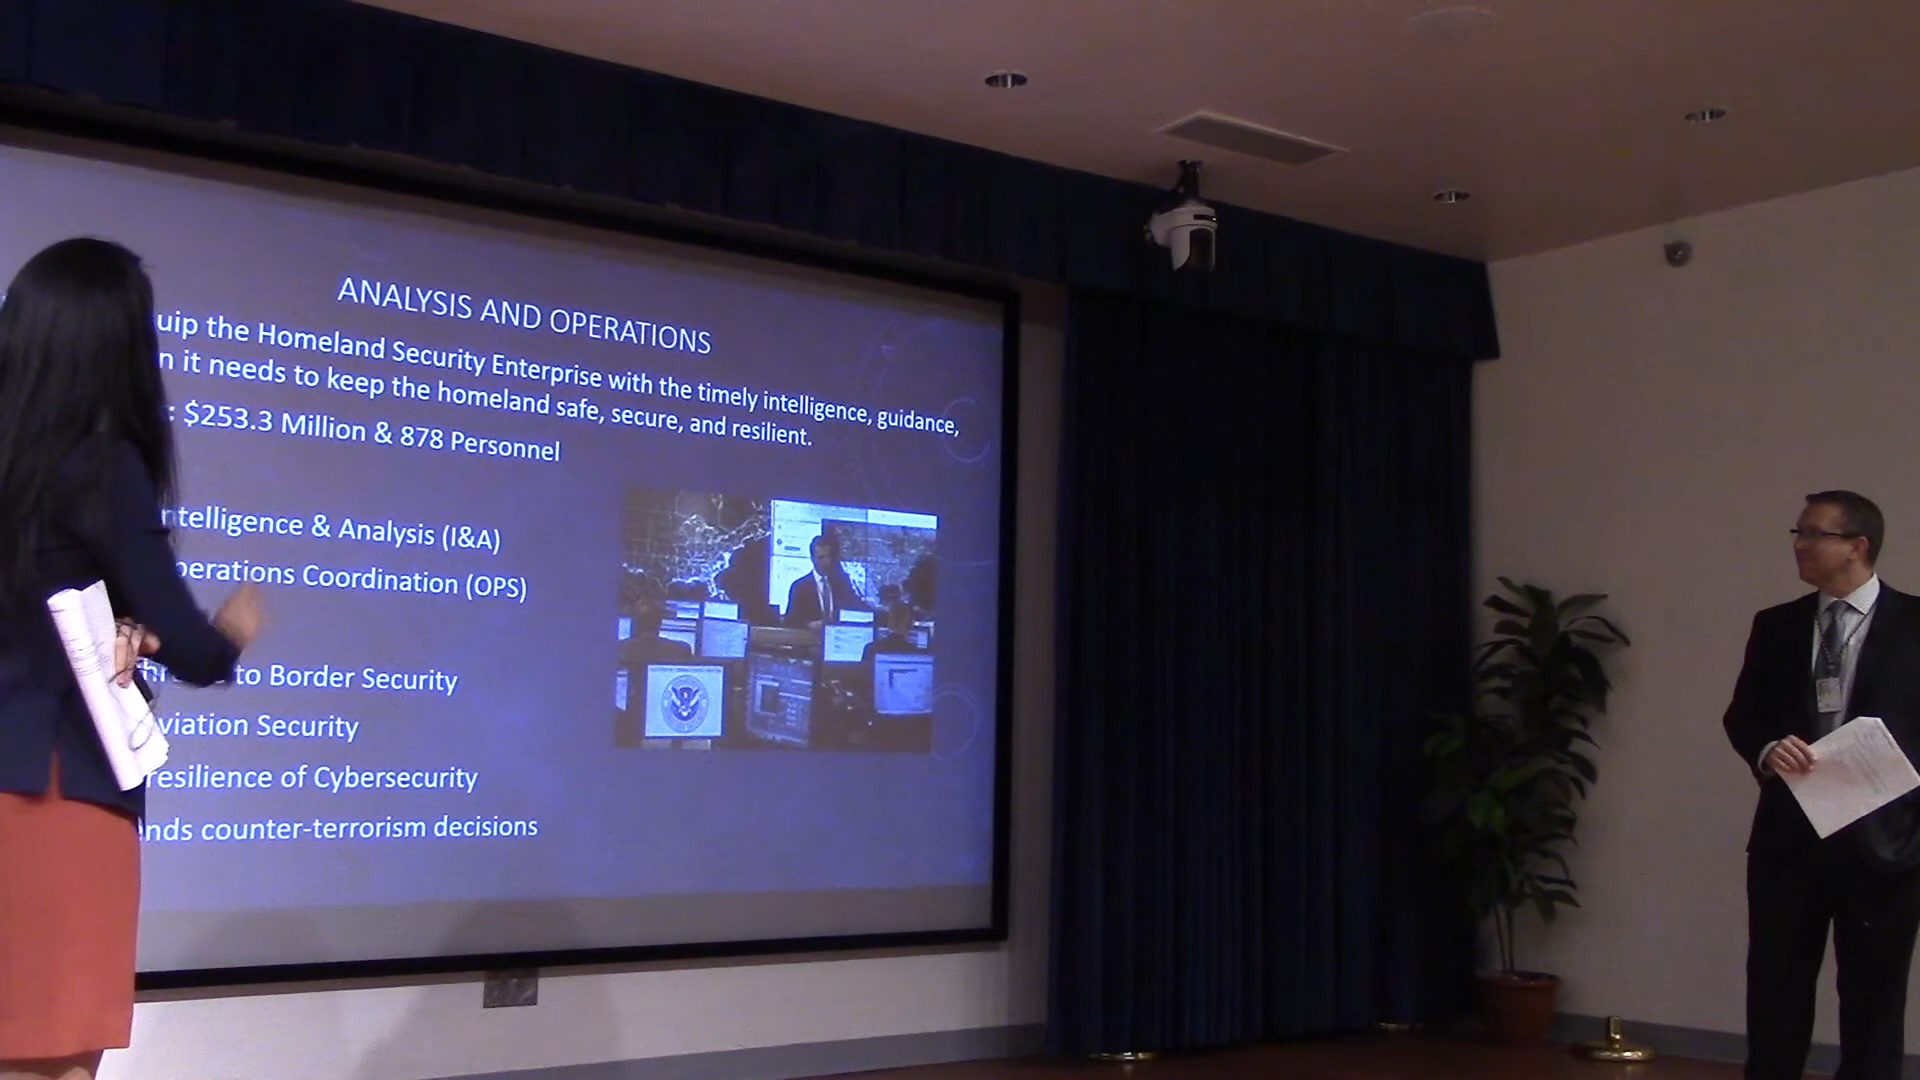 ANALYSIS AND OPERATIONS
uip the Homeland Security Enterprise with the timely intelligence, guidance,
n it needs to keep the homeland safe, secure, and resilient.
: $253.3 Million & 878 Personnel
ntelligence & Analysis (I&A)
perations Coordination (OPS)
to Border Security
viation Security
resilience of Cybersecurity
nds counter-terrorism decisions